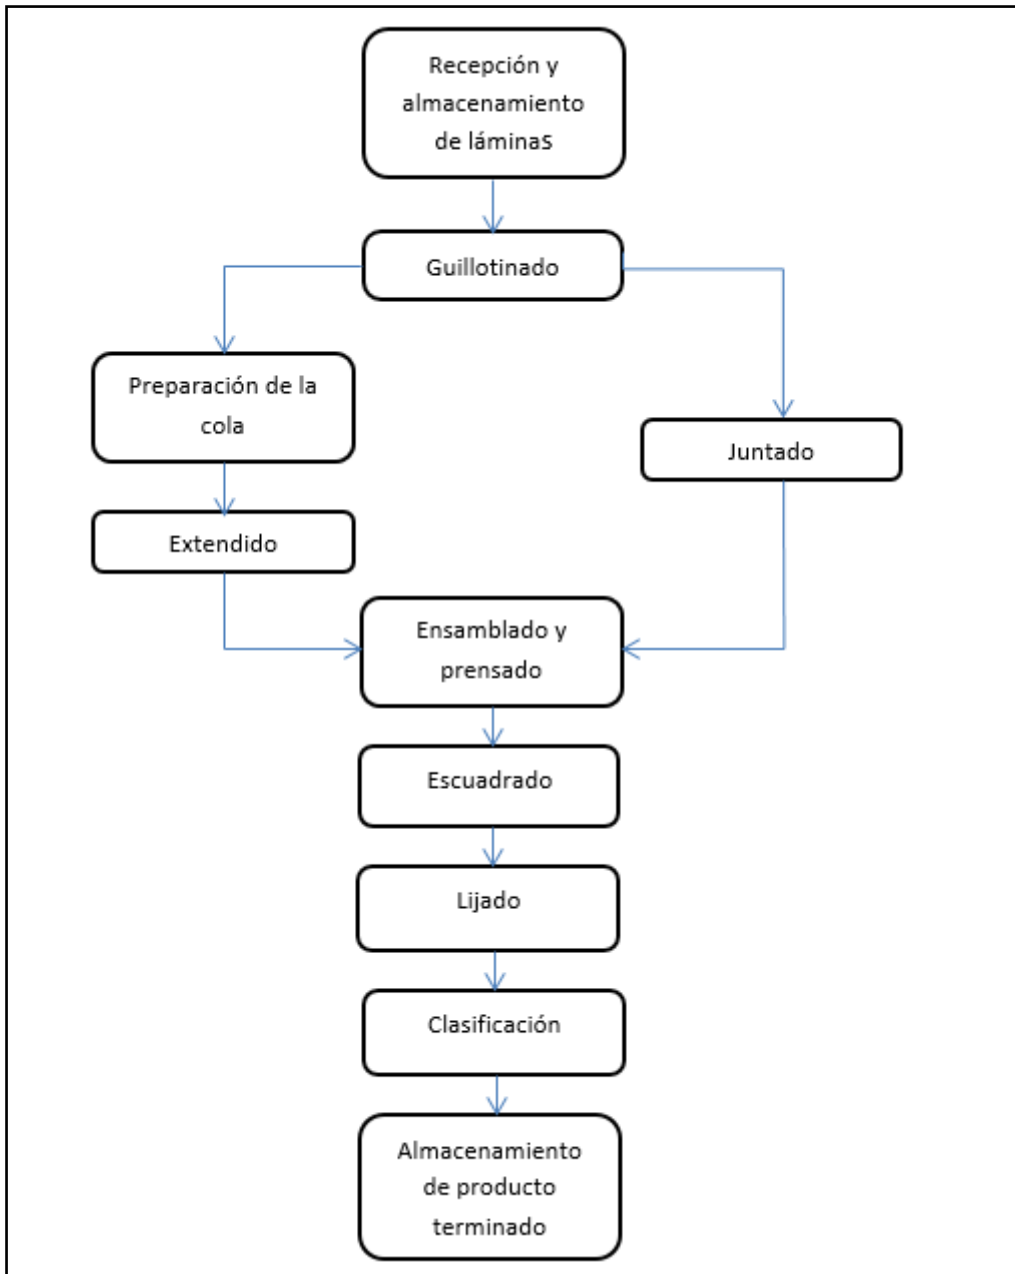 Recepción y
almacenamiento
de láminas
Guillotinado
Preparación de la
cola
Juntado
Extendido
Ensamblado y
prensado
Escuadrado
Lijado
Clasificación
Almacenamiento
de producto
terminado